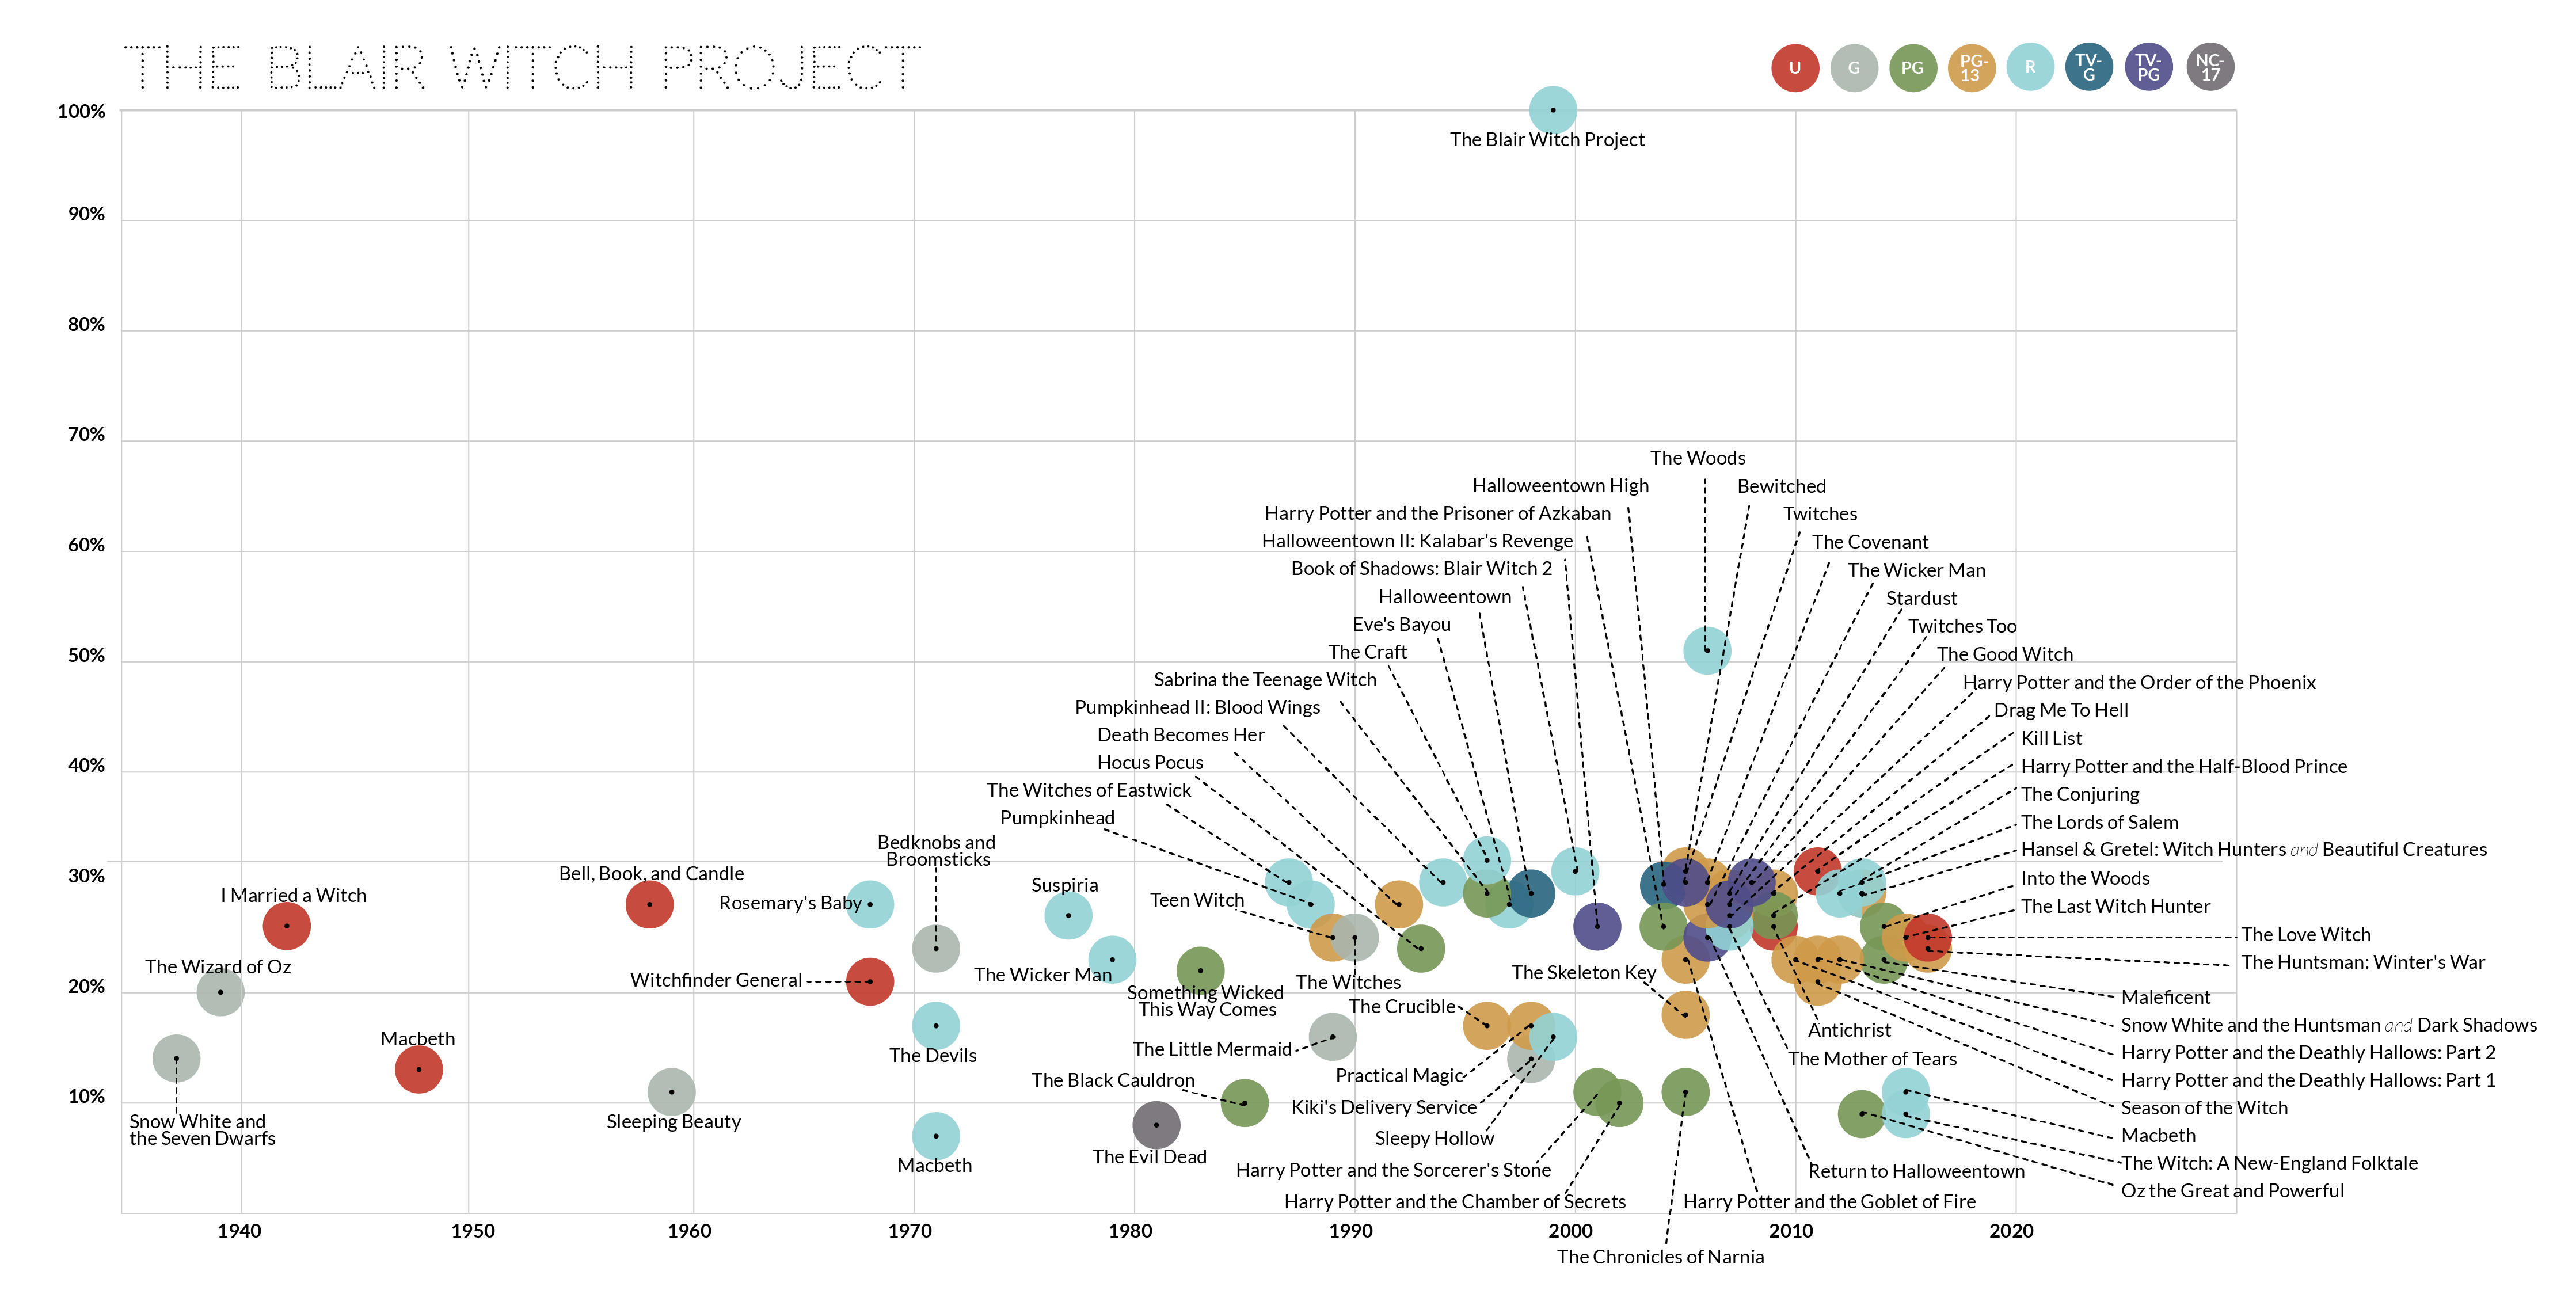 THE BLAIR WITCH PROJECT
U
G
PG
PG-
13
R
TV-
G
TV-
PG
NC-
17
100%
90%
80%
70%
60%
50%
40%
30%
20%
10%
The Blair Witch Project
The Woods
Halloweentown High
Bewitched
Harry Potter and the Prisoner of Azkaban
Twitches
Halloweentown II: Kalabar's Revenge
The Covenant
Book of Shadows: Blair Witch 2
The Wicker Man
Halloweentown
Stardust
Eve's Bayou
Twitches Too
The Craft
The Good Witch
Sabrina the Teenage Witch
Harry Potter and the Order of the Phoenix
Pumpkinhead II: Blood Wings
Drag Me To Hell
Death Becomes Her
Kill List
Hocus Pocus
Harry Potter and the Half-Blood Prince
The Witches of Eastwick
The Conjuring
Pumpkinhead
The Lords of Salem
Bedknobs and
Broomsticks
Hansel & Gretel: Witch Hunters and Beautiful Creatures
Bell, Book, and Candle
Into the Woods
Suspiria
I Married a Witch
Rosemary's Baby
Teen Witch
The Last Witch Hunter
The Love Witch
The Huntsman: Winter's War
The Wizard of Oz
The Wicker Man
Witchfinder General
The Skeleton Key
The Witches
Something Wicked
This Way Comes
Maleficent
The Crucible
Snow White and the Huntsman and Dark Shadows
Antichrist
Macbeth
The Devils
The Little Mermaid
The Mother of Tears
Harry Potter and the Deathly Hallows: Part 2
Practical Magic
The Black Cauldron
Harry Potter and the Deathly Hallows: Part 1
Kiki's Delivery Service
Season of the Witch
Snow White and
the Seven Dwarfs
Sleeping Beauty
Sleepy Hollow
Macbeth
The Evil Dead
Macbeth
The Witch: A New-England Folktale
Harry Potter and the Sorcerer's Stone
Return to Halloweentown
Oz the Great and Powerful
Harry Potter and the Chamber of Secrets
Harry Potter and the Goblet of Fire
1940
1950
1960
1970
1980
1990
2000
2010
2020
The Chronicles of Narnia